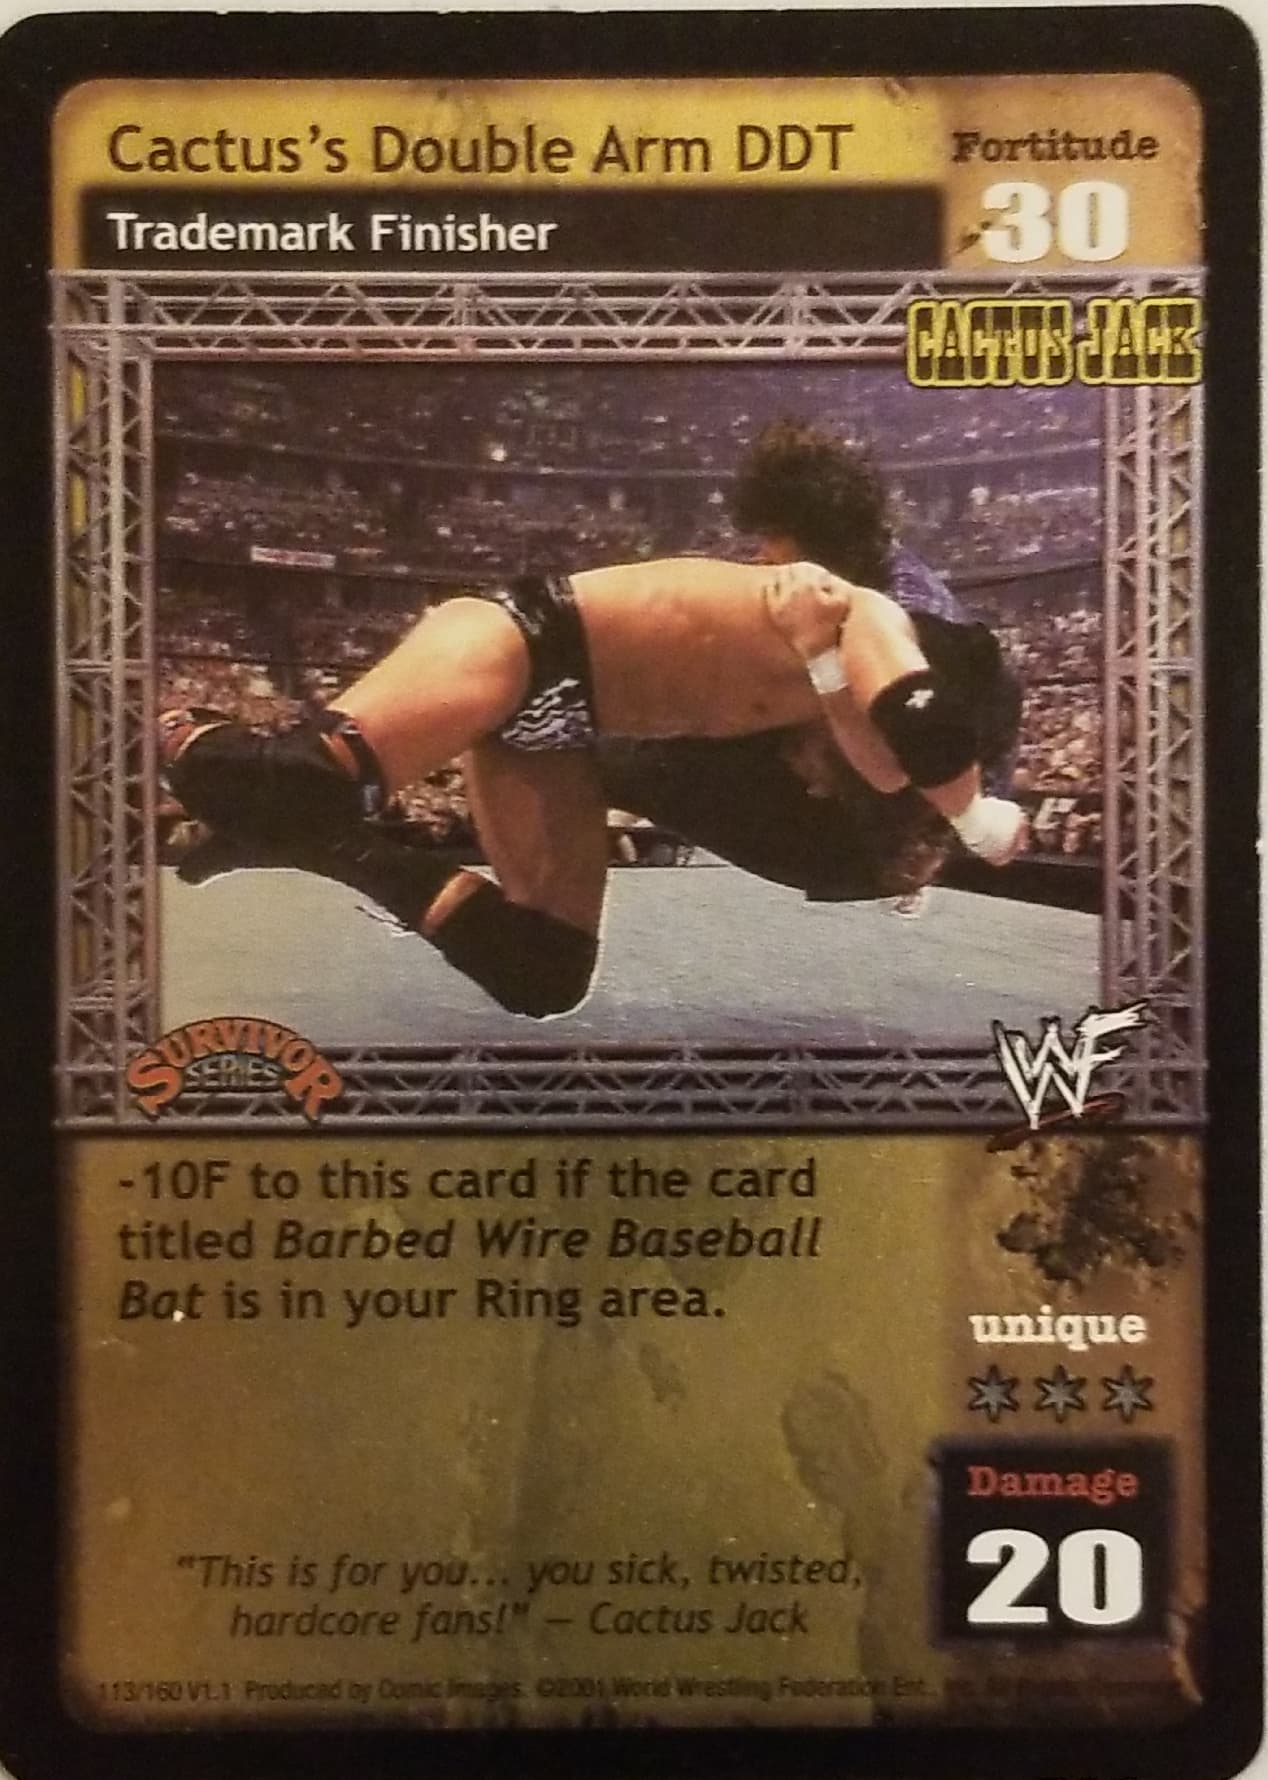 Cactus's Double Arm DDT
Fortitude
Trademark Finisher
30
CACTUS JACK
SURVIVOR
SERIES
WF
-10F to this card if the card
titled Barbed Wire Baseball
Bat is in your Ring area.
unique
Damage
20
"This is for you... you sick, twisted,
hardcore fans!" — Cactus Jack
113/160 V1.1 Produced by Comic Images. ©2001 World Wrestling Federation Ent., Inc. All Rights Reserved.